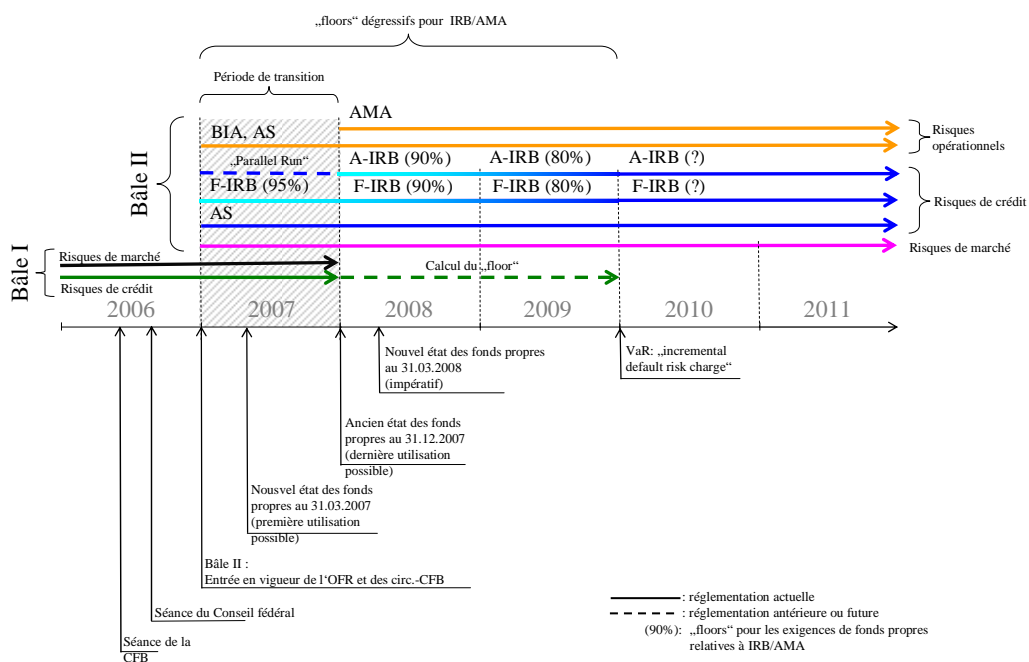 „floors“ dégressifs pour IRB/AMA
Période de transition
AMA
BIA, AS
Risques
opérationnels
„Parallel Run“
A-IRB (90%)
A-IRB (80%)
A-IRB (?)
F-IRB (95%)
F-IRB (90%)
F-IRB (80%)
F-IRB (?)
Risques de crédit
AS
Bâle II
Risques de marché
Bâle I
Risques de marché
Calcul du „floor“
Risques de crédit
2006
2007
2008
2009
2010
2011
Nouvel état des fonds propres
au 31.03.2008
(impératif)
VaR: „incremental
default risk charge“
Ancien état des fonds
propres au 31.12.2007
(dernière utilisation
possible)
Nousvel état des fonds
propres au 31.03.2007
(première utilisation
possible)
Bâle II :
Entrée en vigueur de l‘OFR et des circ.-CFB
Séance du Conseil fédéral
Séance de la
CFB
: réglementation actuelle
: réglementation antérieure ou future
(90%): „floors“ pour les exigences de fonds propres
relatives à IRB/AMA